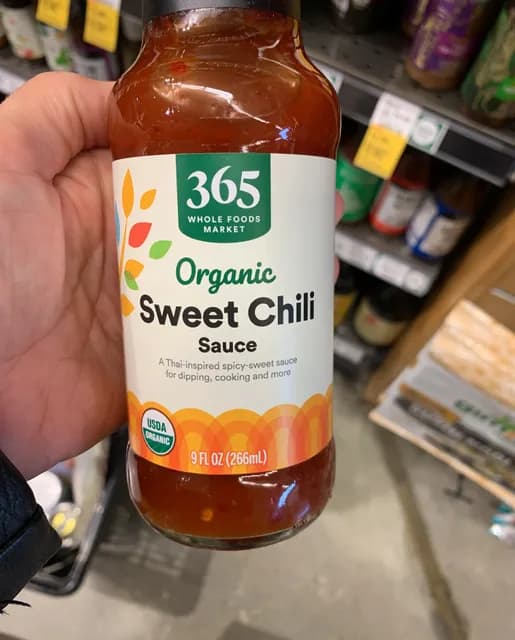 365
WHOLE FOODS
MARKET
Organic
Sweet Chili
Sauce
A Thai-inspired spicy-sweet sauce
for dipping, cooking and more
USDA
ORGANIC
9 FL OZ (266mL)